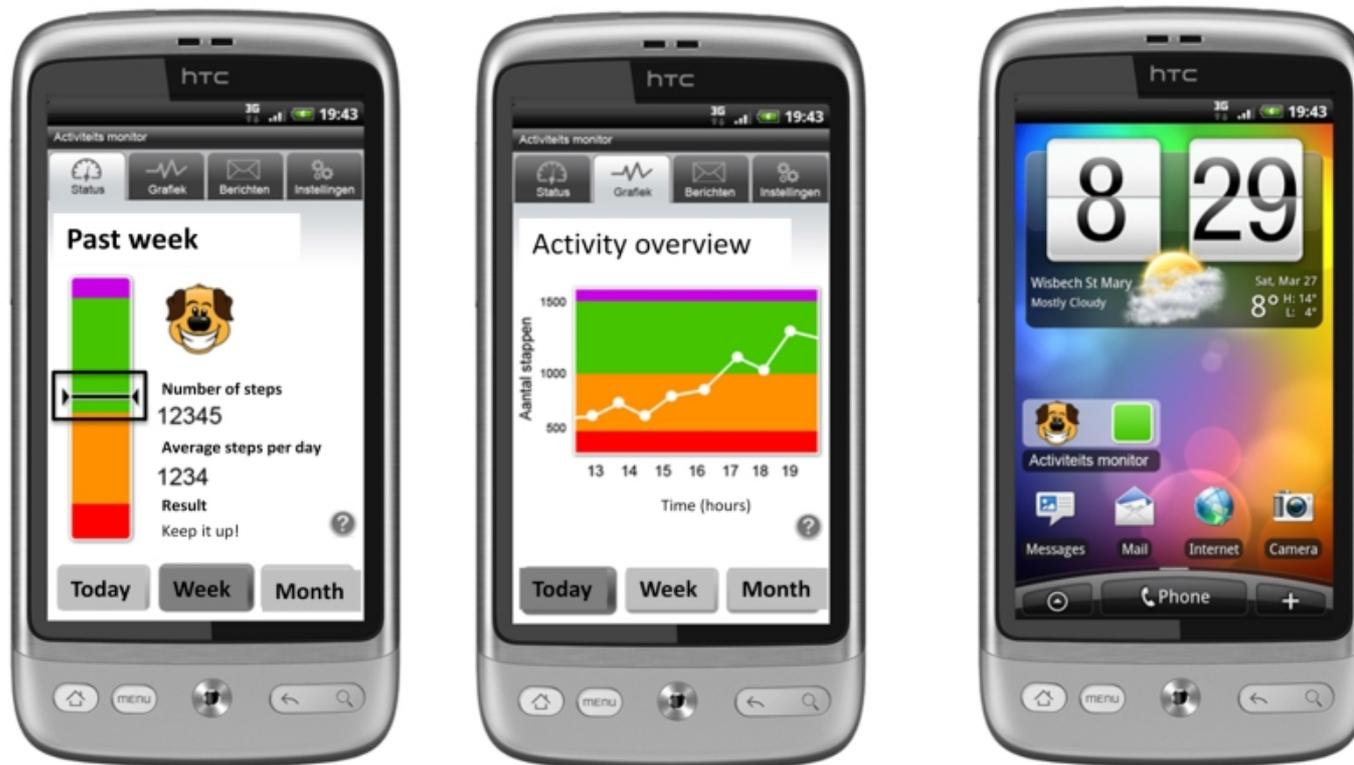 hTC
3G 19:43
Activiteits monitor
Status Grafiek Berichten Instellingen
Past week
Number of steps
12345
Average steps per day
1234
Result
Keep it up!
?
Today Week Month
MENU
hTC
3G 19:43
Activiteits monitor
Status Grafiek Berichten Instellingen
Activity overview
Aantal stappen
1500
1000
500
13 14 15 16 17 18 19
Time (hours)
?
Today Week Month
MENU
hTC
3G 19:43
8 29
Wisbech St Mary
Mostly Cloudy
Sat, Mar 27
8° H: 14°
L: 4°
Activiteits monitor
Messages Mail Internet Camera
Phone
MENU